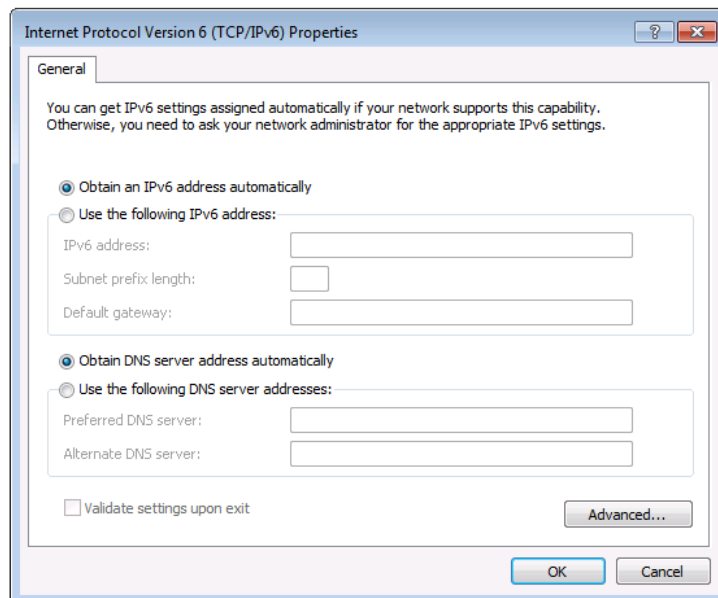 Internet Protocol Version 6 (TCP/IPv6) Properties
General
You can get IPv6 settings assigned automatically if your network supports this capability.
Otherwise, you need to ask your network administrator for the appropriate IPv6 settings.
Obtain an IPv6 address automatically
Use the following IPv6 address:
IPv6 address:
Subnet prefix length:
Default gateway:
Obtain DNS server address automatically
Use the following DNS server addresses:
Preferred DNS server:
Alternate DNS server:
Validate settings upon exit
Advanced...
OK
Cancel